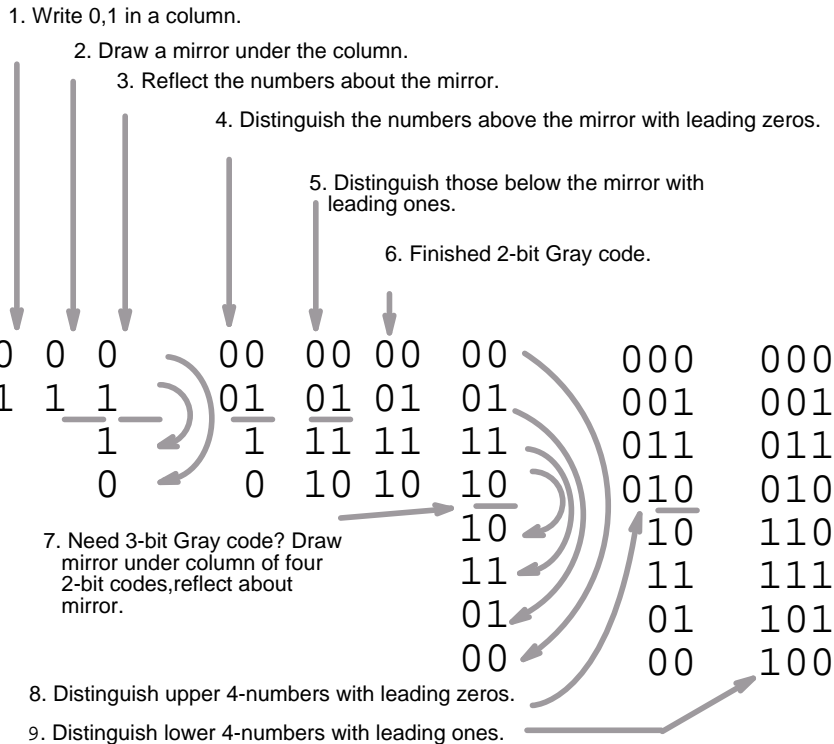 1. Write 0,1 in a column.
2. Draw a mirror under the column.
3. Reflect the numbers about the mirror.
4. Distinguish the numbers above the mirror with leading zeros.
5. Distinguish those below the mirror with
leading ones.
6. Finished 2-bit Gray code.
0 0 0 00 00 00 00 000 000
1 1 1 01 01 01 01 001 001
1 1 11 11 11 011 011
0 0 10 10 10 010 010
10 10 110
11 11 111
01 01 101
00 00 100
7. Need 3-bit Gray code? Draw
mirror under column of four
2-bit codes,reflect about
mirror.
8. Distinguish upper 4-numbers with leading zeros.
9. Distinguish lower 4-numbers with leading ones.